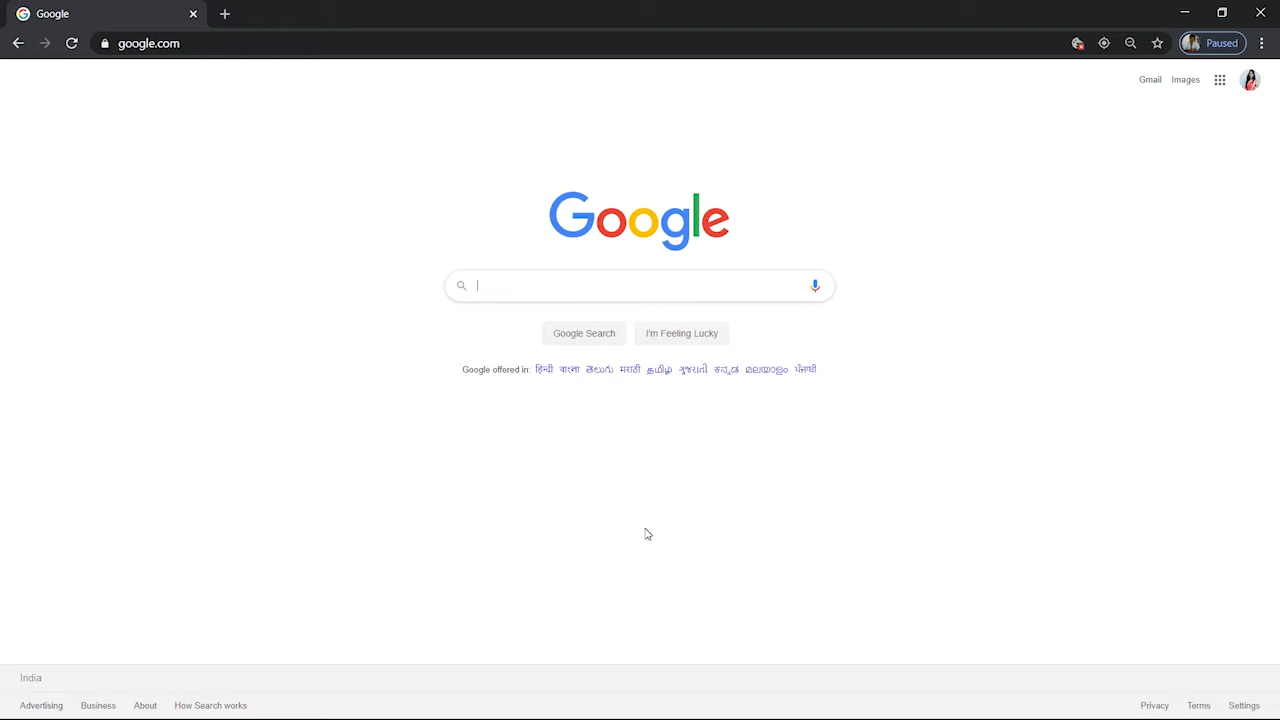 Google
google.com
Paused
Gmail Images
Google
Google Search I'm Feeling Lucky
Google offered in: हिन्दी বাংলা తెలుగు मराठी தமிழ் ગુજરાતી ಕನ್ನಡ മലയാളം ਪੰਜਾਬੀ
India
Advertising Business About How Search works
Privacy Terms Settings